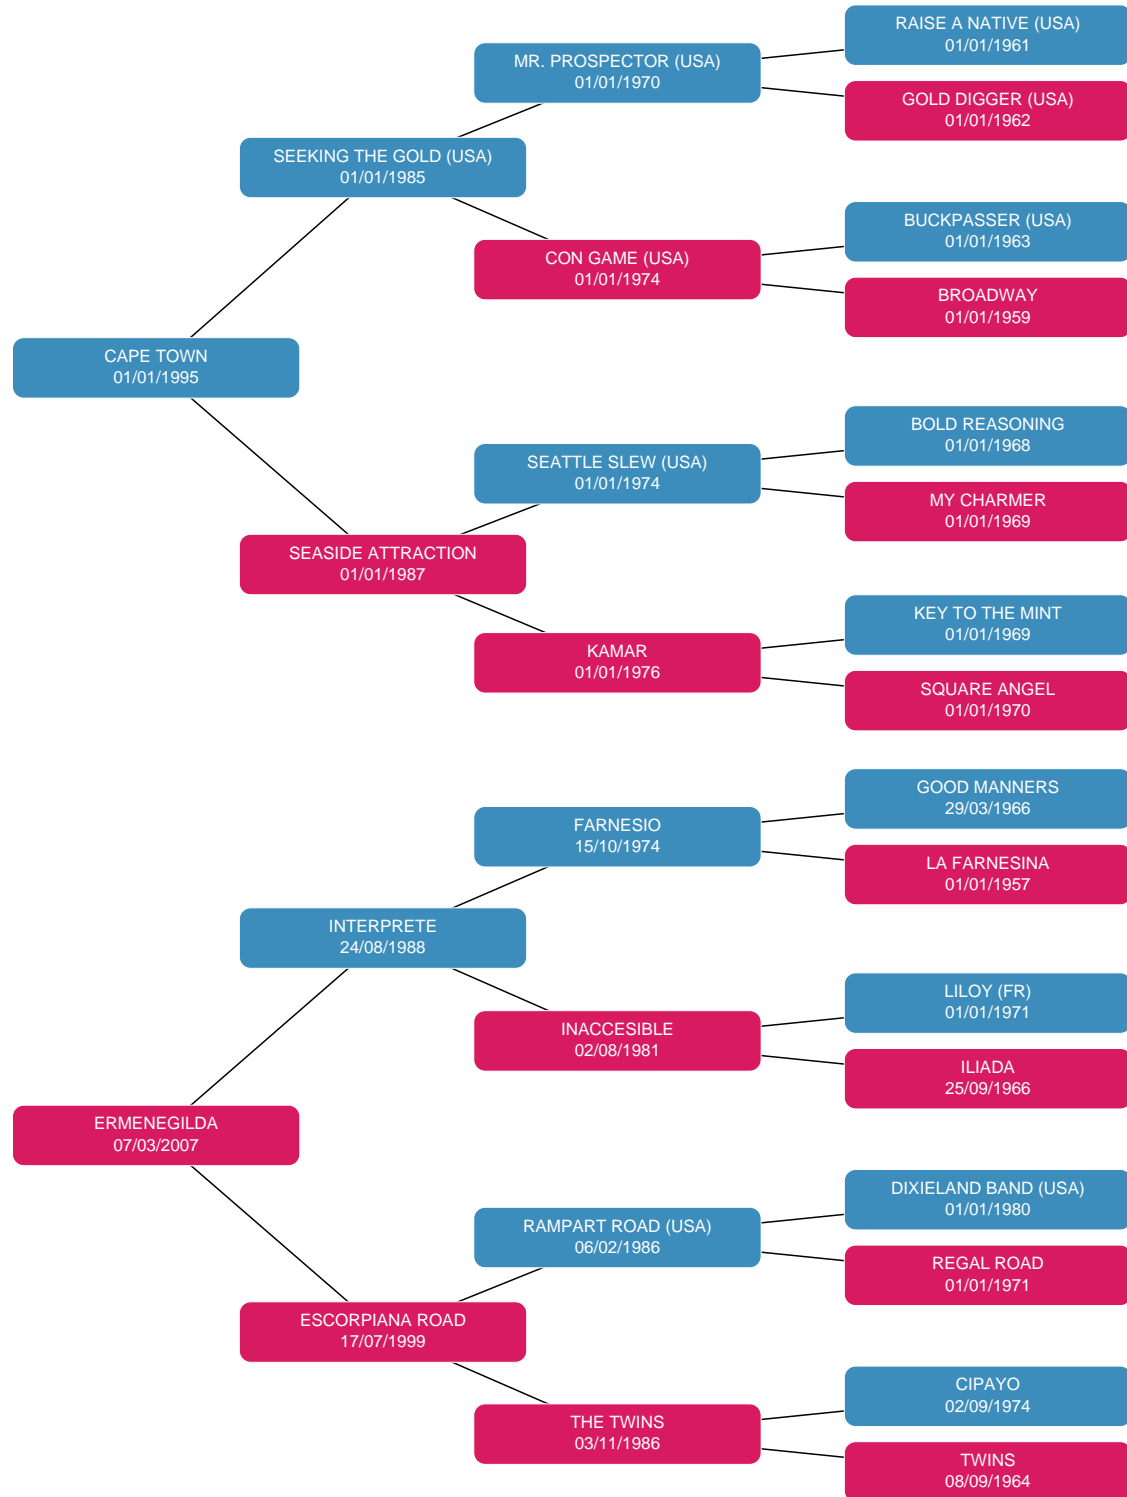 RAISE A NATIVE (USA)
01/01/1961
MR. PROSPECTOR (USA)
01/01/1970
GOLD DIGGER (USA)
01/01/1962
SEEKING THE GOLD (USA)
01/01/1985
BUCKPASSER (USA)
01/01/1963
CON GAME (USA)
01/01/1974
BROADWAY
01/01/1959
CAPE TOWN
01/01/1995
BOLD REASONING
01/01/1968
SEATTLE SLEW (USA)
01/01/1974
MY CHARMER
01/01/1969
SEASIDE ATTRACTION
01/01/1987
KEY TO THE MINT
01/01/1969
KAMAR
01/01/1976
SQUARE ANGEL
01/01/1970
GOOD MANNERS
29/03/1966
FARNESIO
15/10/1974
LA FARNESINA
01/01/1957
INTERPRETE
24/08/1988
LILOY (FR)
01/01/1971
INACCESIBLE
02/08/1981
ILIADA
25/09/1966
ERMENEGILDA
07/03/2007
DIXIELAND BAND (USA)
01/01/1980
RAMPART ROAD (USA)
06/02/1986
REGAL ROAD
01/01/1971
ESCORPIANA ROAD
17/07/1999
CIPAYO
02/09/1974
THE TWINS
03/11/1986
TWINS
08/09/1964